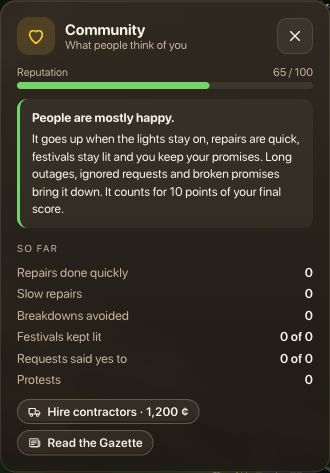 Community
What people think of you
Reputation 65 / 100
People are mostly happy.
It goes up when the lights stay on, repairs are quick,
festivals stay lit and you keep your promises. Long
outages, ignored requests and broken promises
bring it down. It counts for 10 points of your final
score.
SO FAR
Repairs done quickly 0
Slow repairs 0
Breakdowns avoided 0
Festivals kept lit 0 of 0
Requests said yes to 0 of 0
Protests 0
Hire contractors · 1,200 ¢
Read the Gazette